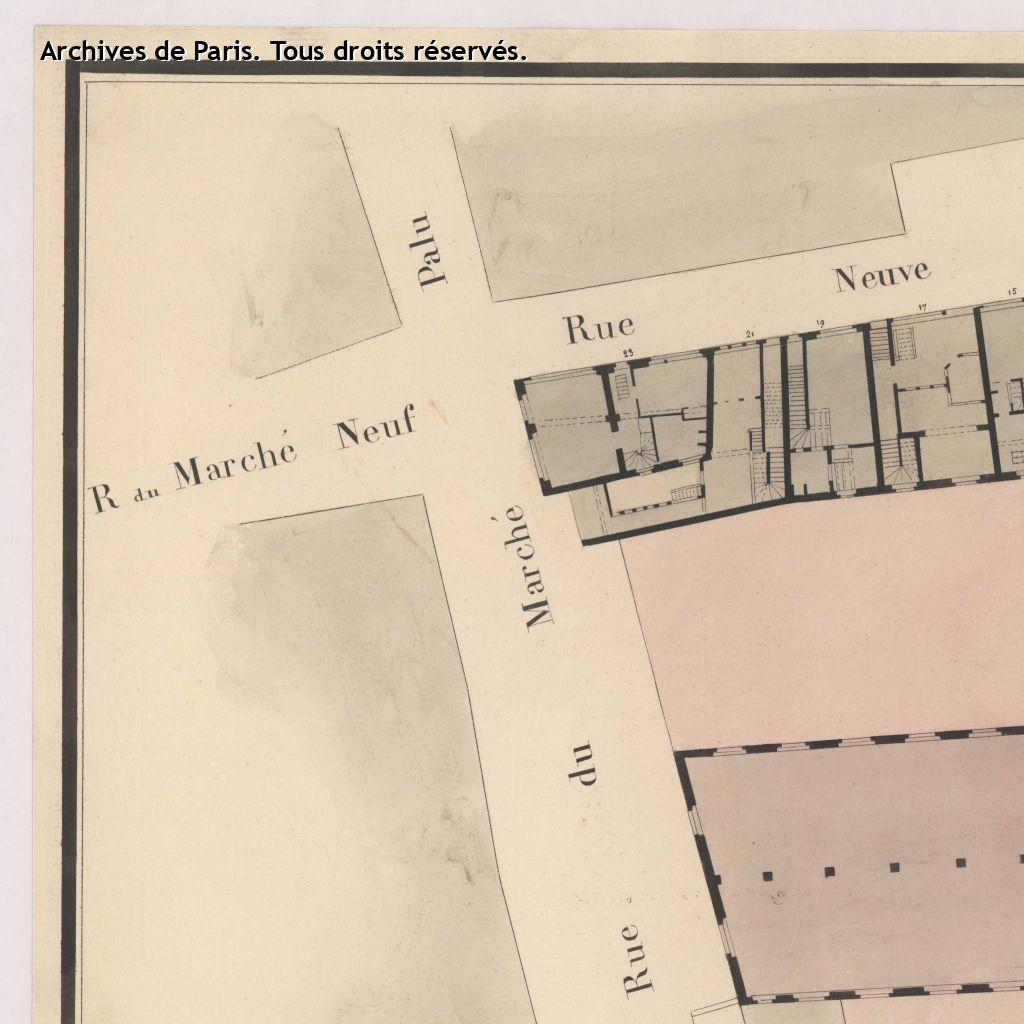 Archives de Paris. Tous droits réservés.
Palu
Neuve
Rue
15
17
19
21
23
R du Marché Neuf
Rue du Marché